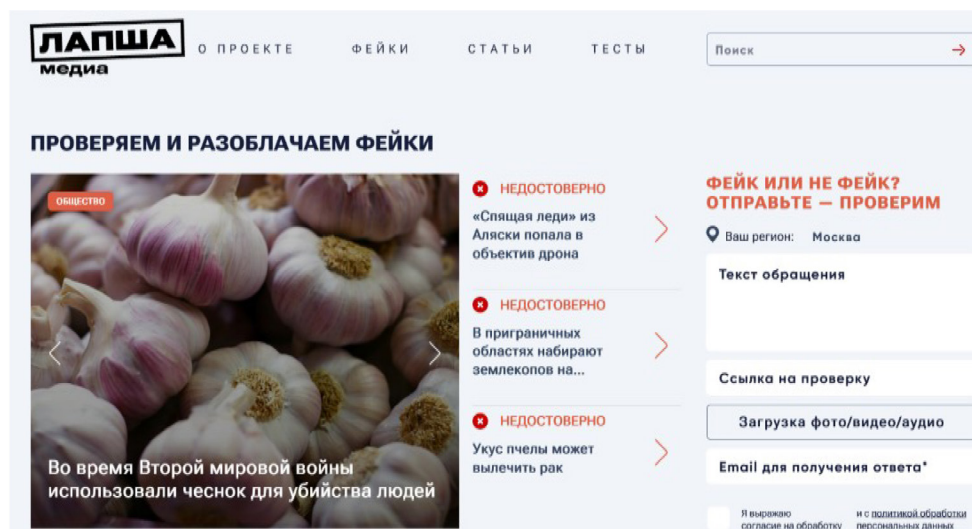 ЛАПША
медиа
О ПРОЕКТЕ
ФЕЙКИ
СТАТЬИ
ТЕСТЫ
Поиск
ПРОВЕРЯЕМ И РАЗОБЛАЧАЕМ ФЕЙКИ
ОБЩЕСТВО
Во время Второй мировой войны
использовали чеснок для убийства людей
НЕДОСТОВЕРНО
«Спящая леди» из
Аляски попала в
объектив дрона
НЕДОСТОВЕРНО
В приграничных
областях набирают
землекопов на...
НЕДОСТОВЕРНО
Укус пчелы может
вылечить рак
ФЕЙК ИЛИ НЕ ФЕЙК?
ОТПРАВЬТЕ — ПРОВЕРИМ
Ваш регион: Москва
Текст обращения
Ссылка на проверку
Загрузка фото/видео/аудио
Email для получения ответа*
Я выражаю
согласие на обработку
и с политикой обработки
персональных данных